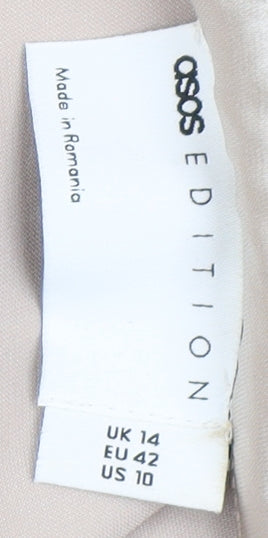 asos EDITION
Made in Romania
UK 14
EU 42
US 10